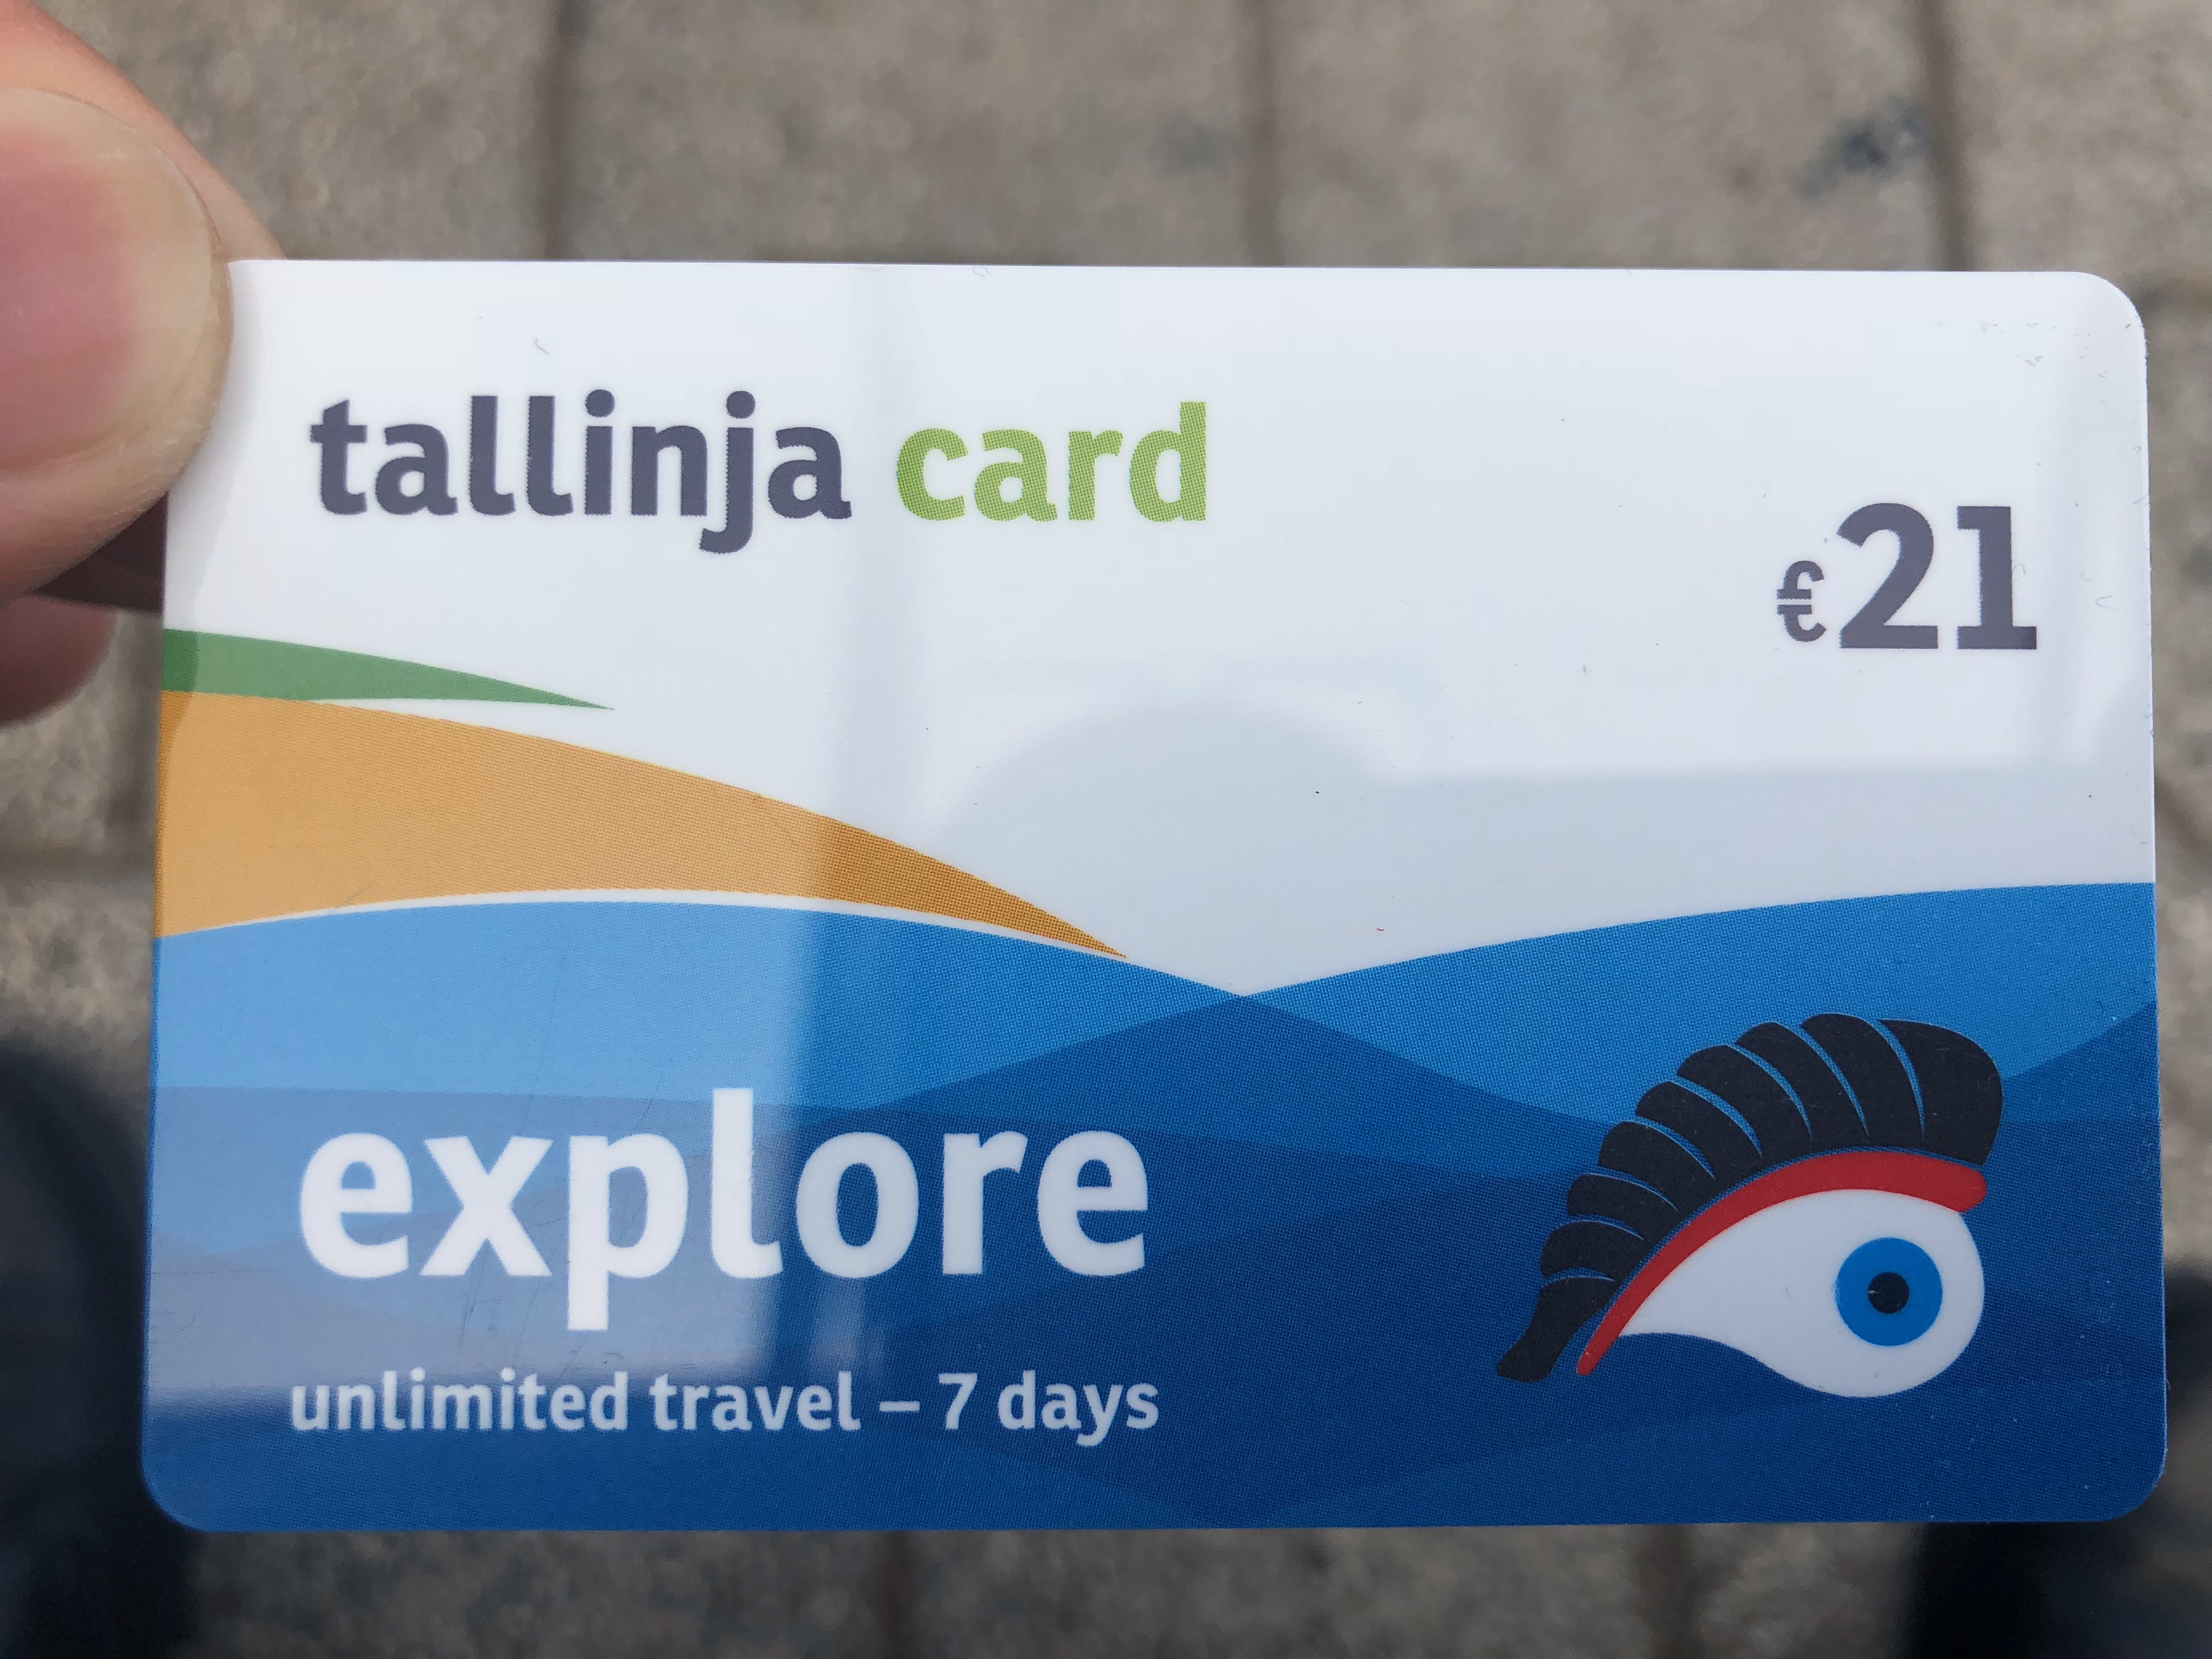 tallinja card
€21
explore
unlimited travel – 7 days